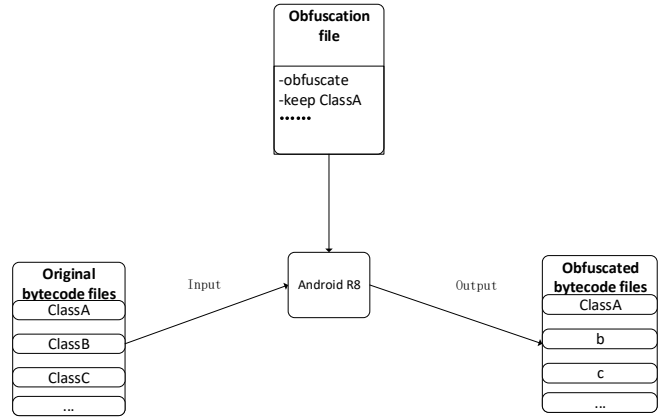 Obfuscation
file
-obfuscate
-keep ClassA
••••••
Original
bytecode files
ClassA
ClassB
ClassC
...
Input
Android R8
Output
Obfuscated
bytecode files
ClassA
b
c
...